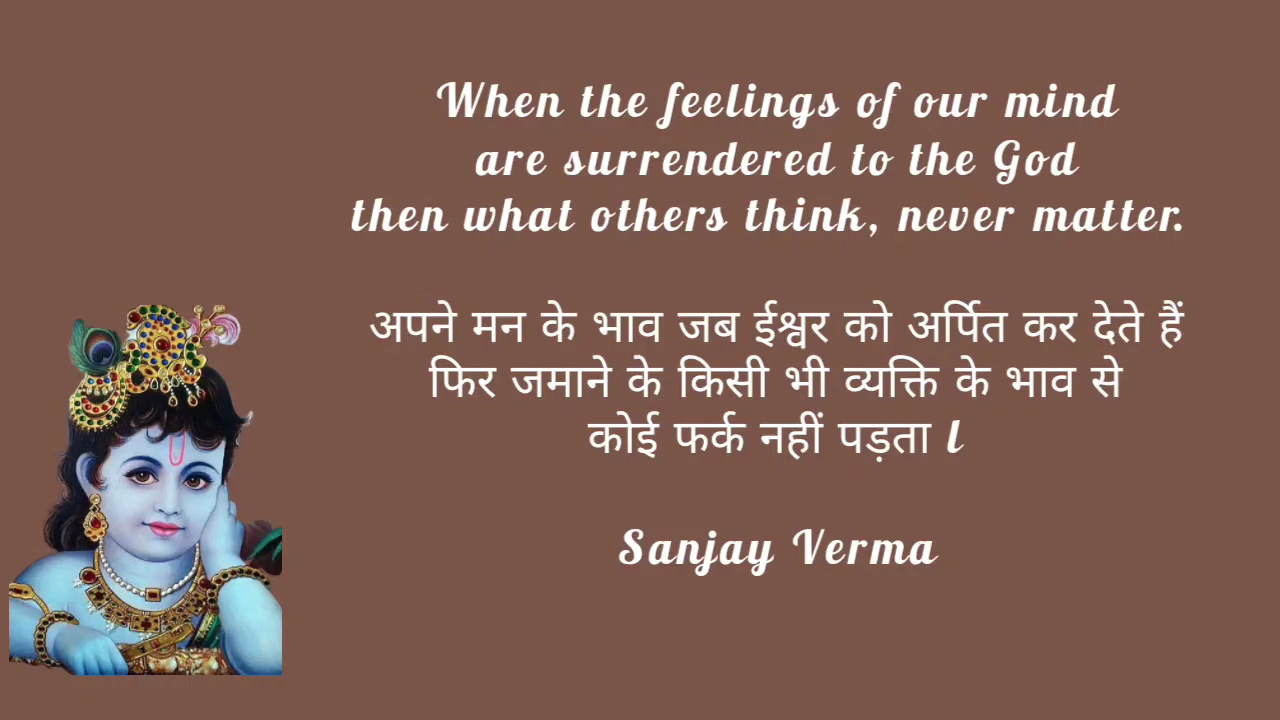 When the feelings of our mind
are surrendered to the God
then what others think, never matter.
अपने मन के भाव जब ईश्वर को अर्पित कर देते हैं
फिर जमाने के किसी भी व्यक्ति के भाव से
कोई फर्क नहीं पड़ता l
Sanjay Verma